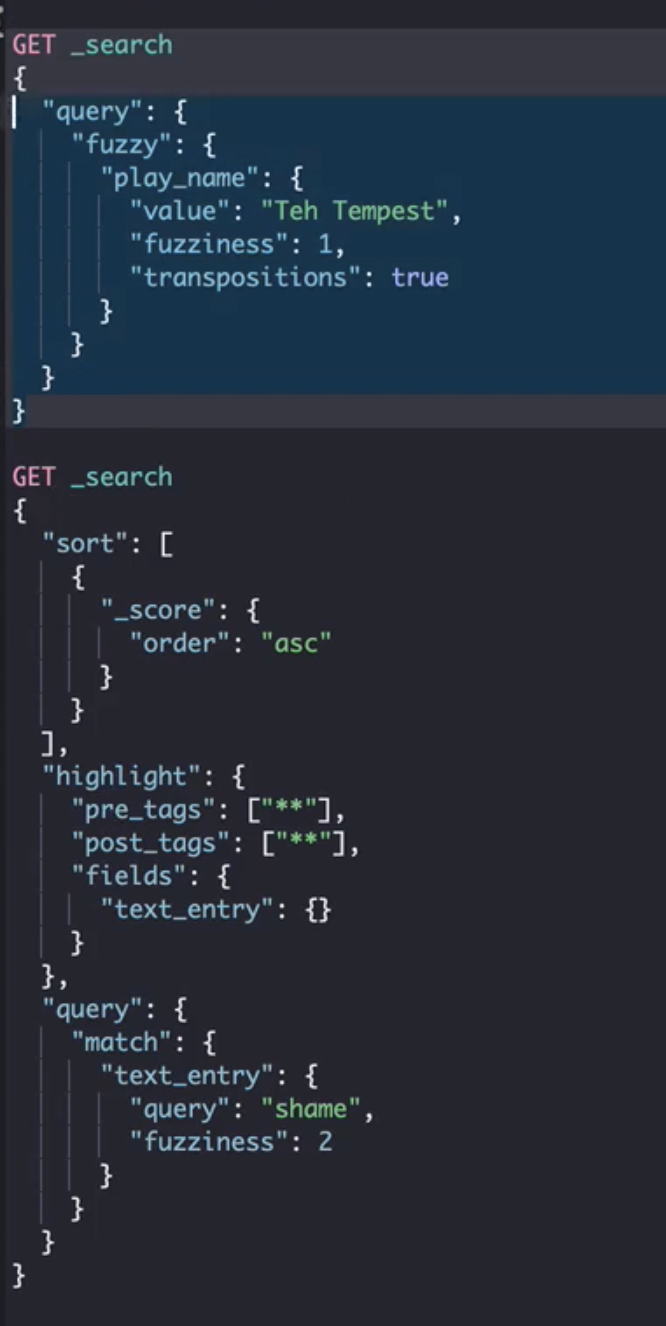 GET _search
{
  "query": {
    "fuzzy": {
      "play_name": {
        "value": "Teh Tempest",
        "fuzziness": 1,
        "transpositions": true
      }
    }
  }
}

GET _search
{
  "sort": [
    {
      "_score": {
        "order": "asc"
      }
    }
  ],
  "highlight": {
    "pre_tags": ["**"],
    "post_tags": ["**"],
    "fields": {
      "text_entry": {}
    }
  },
  "query": {
    "match": {
      "text_entry": {
        "query": "shame",
        "fuzziness": 2
      }
    }
  }
}